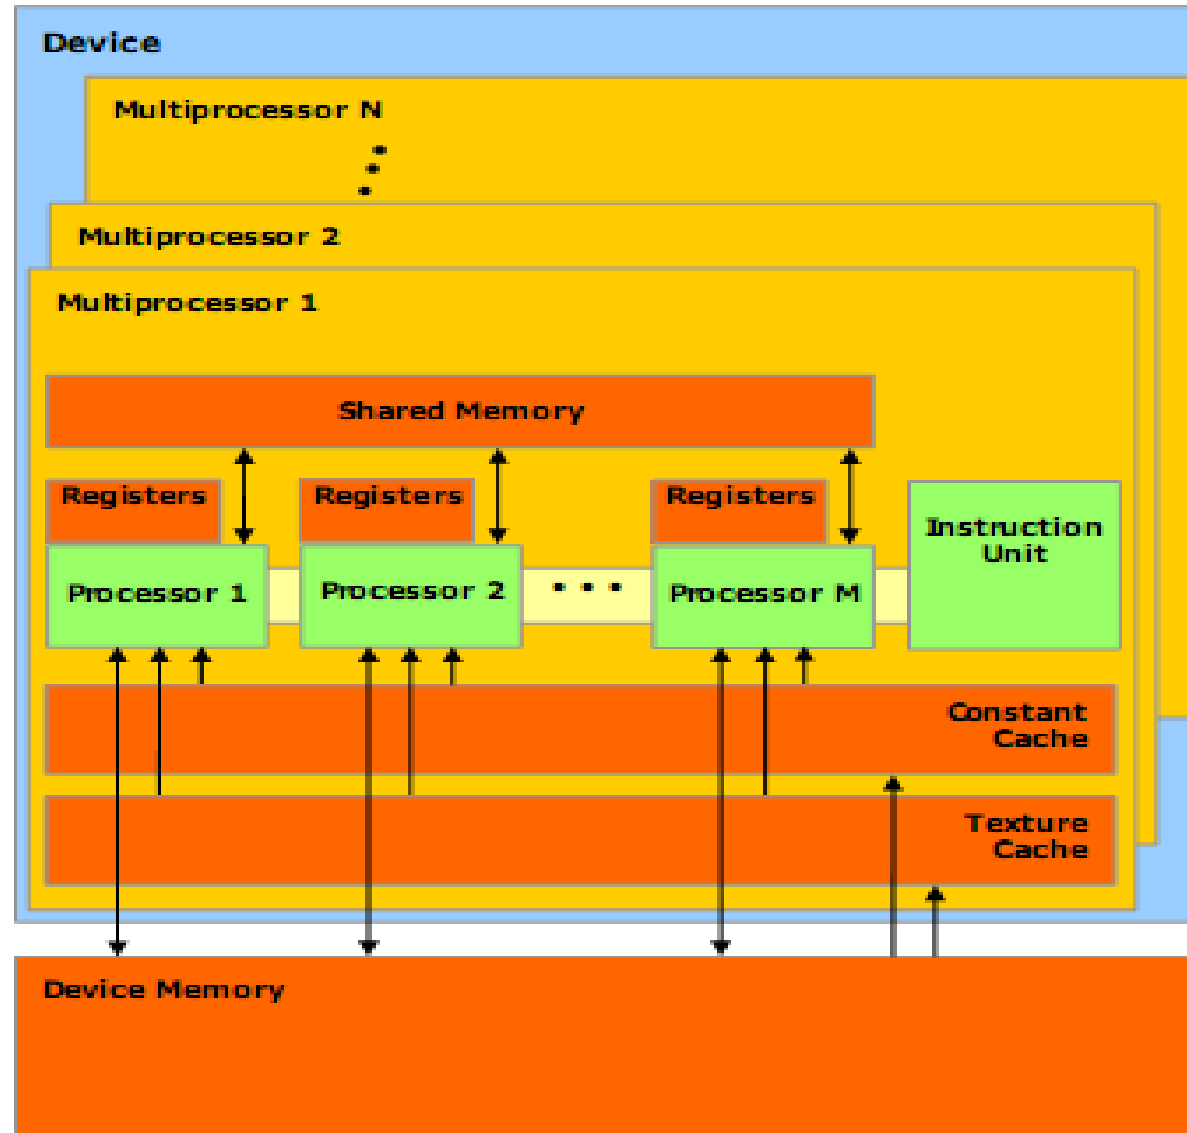 Device
Multiprocessor N
Multiprocessor 2
Multiprocessor 1
Shared Memory
Registers Registers Registers
Instruction
Unit
Processor 1 Processor 2 • • • Processor M
Constant
Cache
Texture
Cache
Device Memory